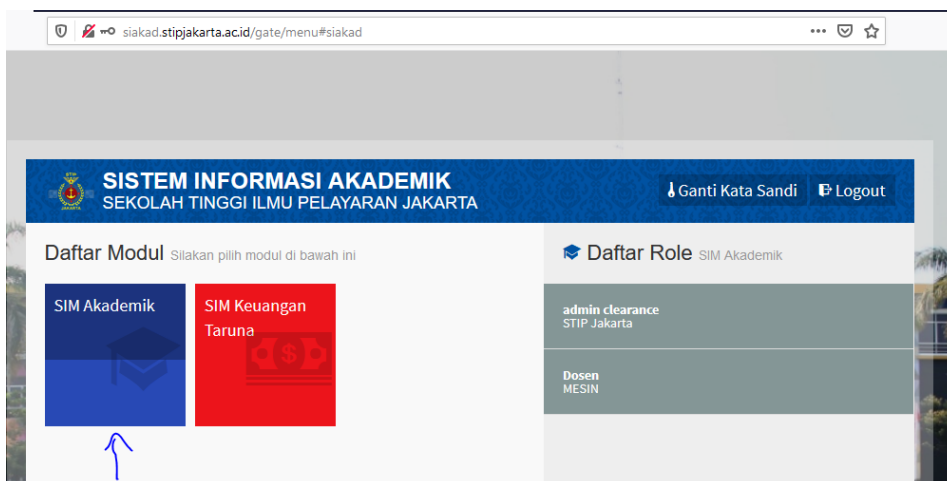 siakad.stipjakarta.ac.id/gate/menu#siakad
SISTEM INFORMASI AKADEMIK
SEKOLAH TINGGI ILMU PELAYARAN JAKARTA
Ganti Kata Sandi
Logout
Daftar Modul Silakan pilih modul di bawah ini
SIM Akademik
SIM Keuangan
Taruna
Daftar Role SIM Akademik
admin clearance
STIP Jakarta
Dosen
MESIN